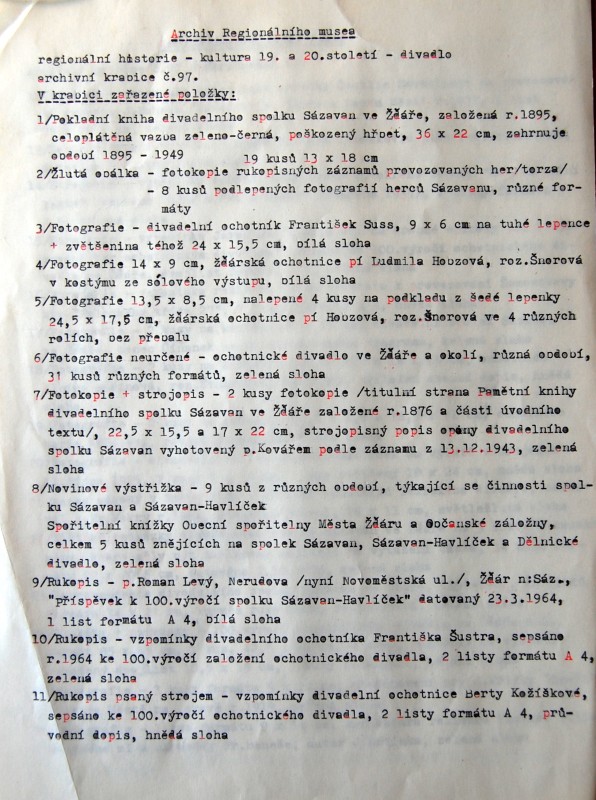 Archiv Regionálního musea
regionální historie - kultura 19. a 20.století - divadlo
archivní krabice č.97.
V krabici zařazené položky:
1/Pokladní kniha divadelního spolku Sázavan ve Žďáře, založená r.1895,
celoplátěná vazba zeleno-černá, poškozený hřbet, 36 x 22 cm, zahrnuje
období 1895 - 1949
19 kusů 13 x 18 cm
2/Žlutá obálka - fotokopie rukopisných záznamů provozovaných her/torza/
- 8 kusů podlepených fotografií herců Sázavanu, různé for-
máty
3/Fotografie - divadelní ochotník František Suss, 9 x 6 cm na tuhé lepence
+ zvětšenina téhož 24 x 15,5 cm, bílá sloha
4/Fotografie 14 x 9 cm, žďárská ochotnice pí Ludmila Hobzová, roz.Šnorová
v kostýmu ze sólového výstupu, bílá sloha
5/Fotografie 13,5 x 8,5 cm, nalepené 4 kusy na podkladu z šedé lepenky
24,5 x 17,5 cm, žďárská ochotnice pí Hobzová, roz.Šnorová ve 4 různých
rolích, bez přebalu
6/Fotografie neurčené - ochotnické divadlo ve Žďáře a okolí, různá období,
31 kusů různých formátů, zelená sloha
7/Fotokopie + strojopis - 2 kusy fotokopie /titulní strana Pamětní knihy
divadelního spolku Sázavan ve Žďáře založené r.1876 a části úvodního
textu/, 22,5 x 15,5 a 17 x 22 cm, strojopisný popis opony divadelního
spolku Sázavan vyhotovený p.Kovářem podle záznamu z 13.12.1943, zelená
sloha
8/Novinové výstřižka - 9 kusů z různých období, týkající se činnosti spol-
ku Sázavan a Sázavan-Havlíček
Spořitelní knížky Obecní spořitelny Města Žďáru a Občanské záložny,
celkem 5 kusů znějících na spolek Sázavan, Sázavan-Havlíček a Dělnické
divadlo, zelená sloha
9/Rukopis - p.Roman Levý, Nerudova /nyní Novoměstská ul./, Žďár n:Sáz.,
"Příspěvek k 100.výročí spolku Sázavan-Havlíček" datovaný 23.3.1964,
1 list formátu A 4, bílá sloha
10/Rukopis - vzpomínky divadelního ochotníka Františka Šustra, sepsáno
r.1964 ke 100.výročí založení ochotnického divadla, 2 listy formátu A 4,
zelená sloha
11/Rukopis psaný strojem - vzpomínky divadelní ochotnice Berty Kožíškové,
sepsáno ke 100.výročí ochotnického divadla, 2 listy formátu A 4, prů-
vodní dopis, hnědá sloha